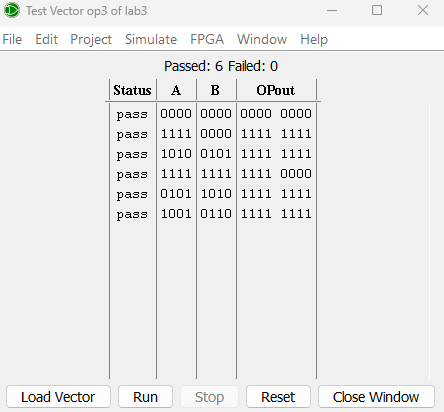 Test Vector op3 of lab3
File Edit Project Simulate FPGA Window Help
Passed: 6 Failed: 0
Status A B OPout
pass 0000 0000 0000 0000
pass 1111 0000 1111 1111
pass 1010 0101 1111 1111
pass 1111 1111 1111 0000
pass 0101 1010 1111 1111
pass 1001 0110 1111 1111
Load Vector Run Stop Reset Close Window